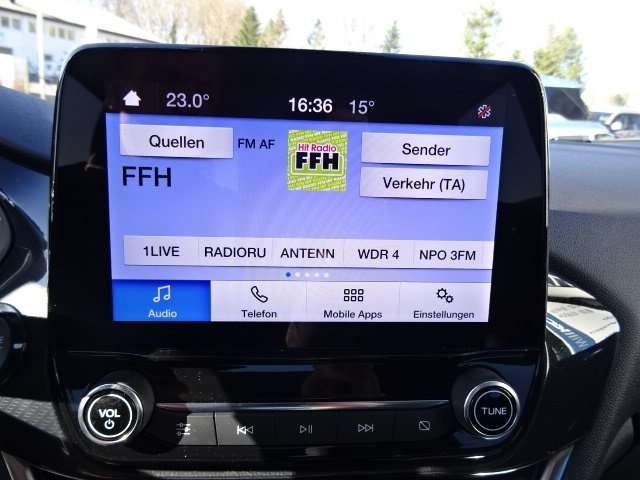 23.0° 16:36 15°
Quellen FM AF Hit Radio FFH Sender
FFH Verkehr (TA)
1LIVE RADIORU ANTENN WDR 4 NPO 3FM
Audio Telefon Mobile Apps Einstellungen
VOL TUNE